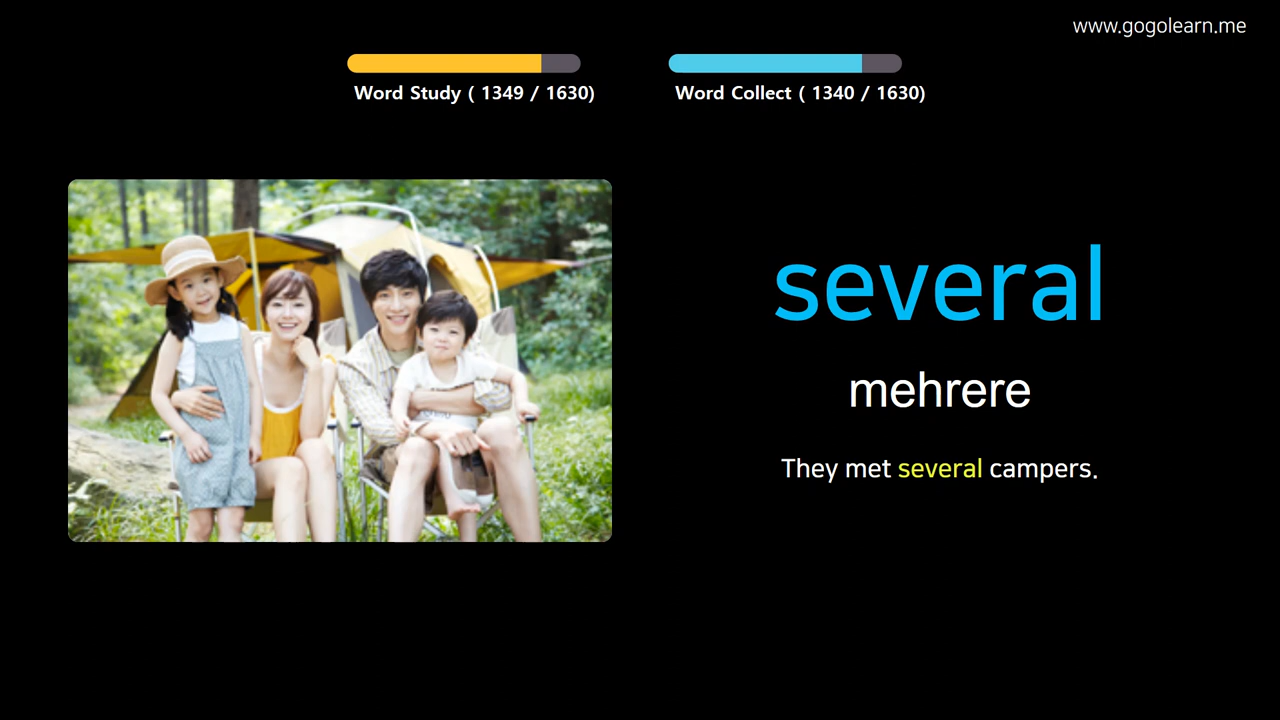 www.gogolearn.me
Word Study ( 1349 / 1630)
Word Collect ( 1340 / 1630)
several
mehrere
They met several campers.